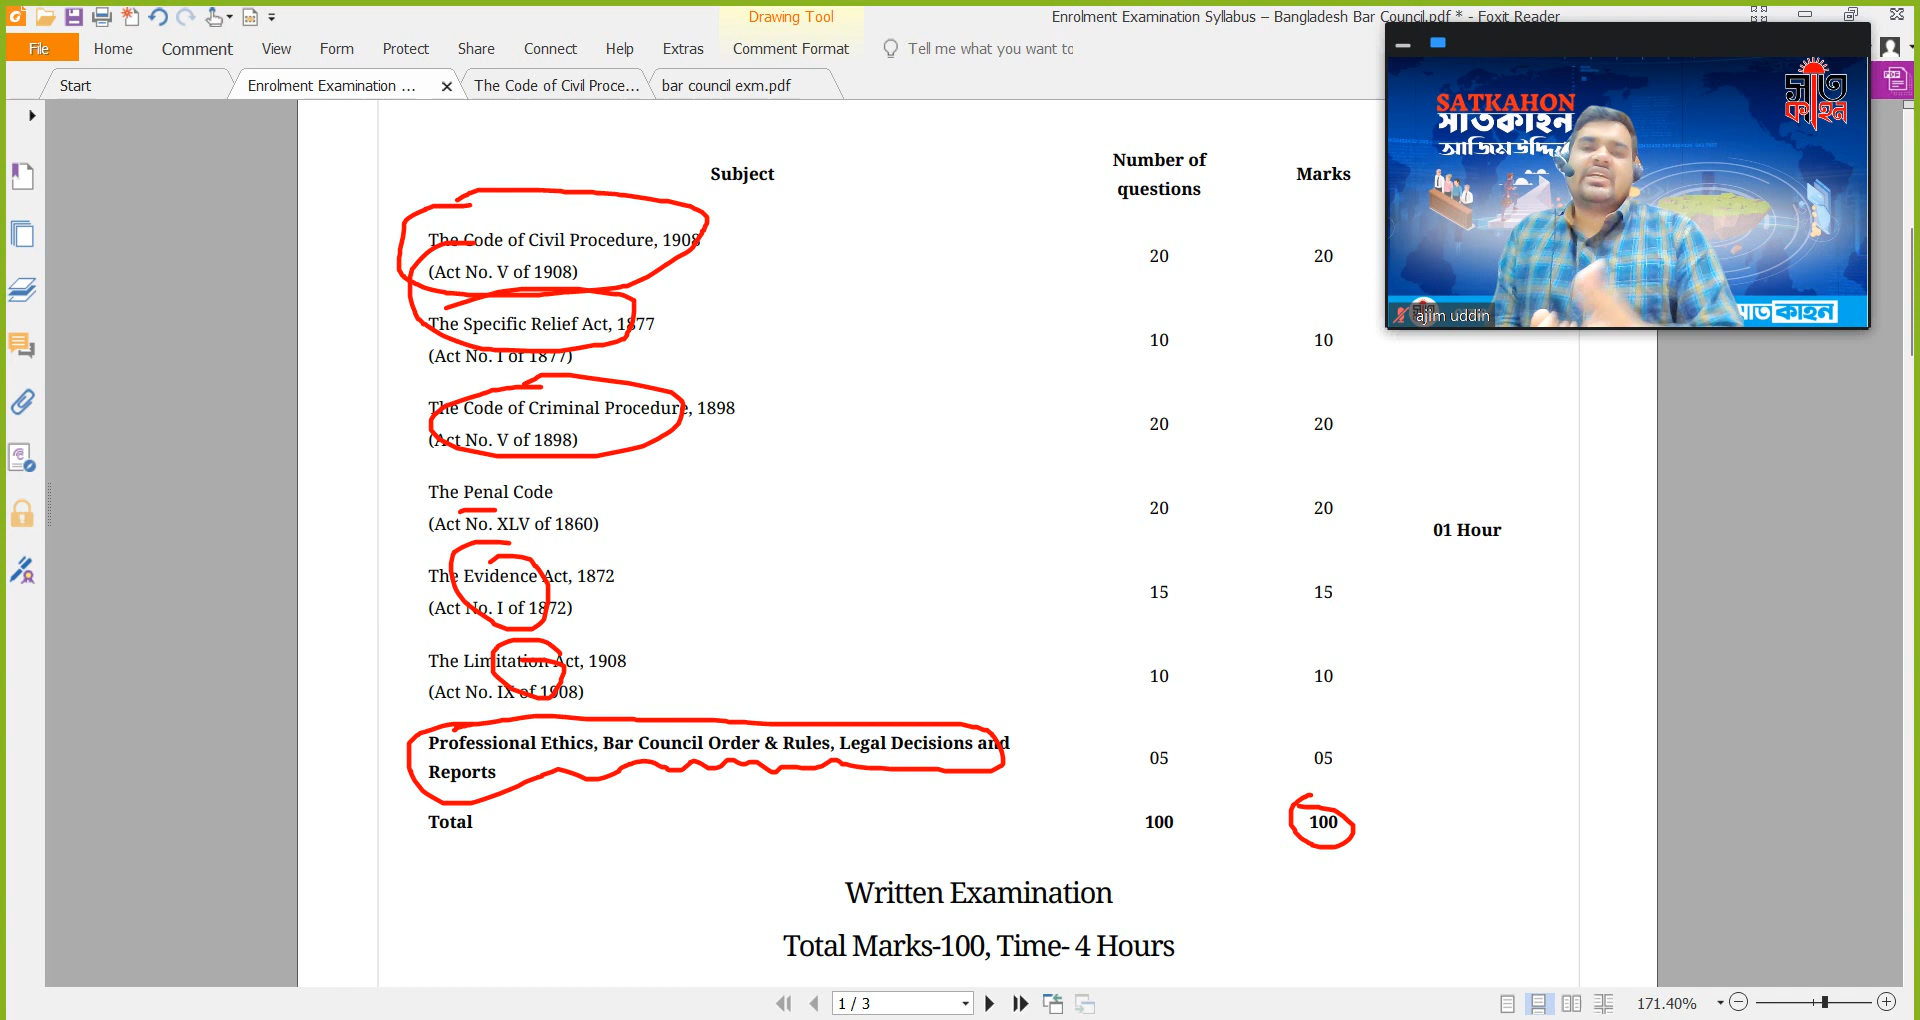 Drawing Tool
Enrolment Examination Syllabus – Bangladesh Bar Council.pdf * - Foxit Reader
File Home Comment View Form Protect Share Connect Help Extras Comment Format Tell me what you want to
Start Enrolment Examination ... The Code of Civil Proce... bar council exm.pdf
Subject Number of questions Marks
The Code of Civil Procedure, 1908
(Act No. V of 1908) 20 20
The Specific Relief Act, 1877
(Act No. I of 1877) 10 10
The Code of Criminal Procedure, 1898
(Act No. V of 1898) 20 20
The Penal Code
(Act No. XLV of 1860) 20 20
01 Hour
The Evidence Act, 1872
(Act No. I of 1872) 15 15
The Limitation Act, 1908
(Act No. IX of 1908) 10 10
Professional Ethics, Bar Council Order & Rules, Legal Decisions and
Reports 05 05
Total 100 100
Written Examination
Total Marks-100, Time- 4 Hours
SATKAHON
সাতকাহন
সাত
কাহন
ajim uddin
কাহন
1 / 3
171.40%